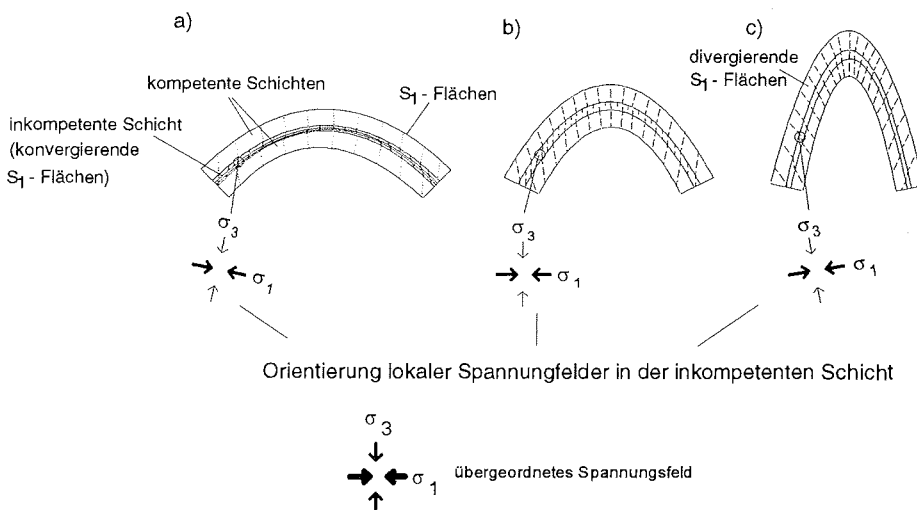 a)
kompetente Schichten
S1 - Flächen
inkompetente Schicht
(konvergierende
S1 - Flächen)
σ3
σ1
b)
σ3
σ1
c)
divergierende
S1 - Flächen
σ3
σ1
Orientierung lokaler Spannungfelder in der inkompetenten Schicht
σ3
σ1 übergeordnetes Spannungsfeld